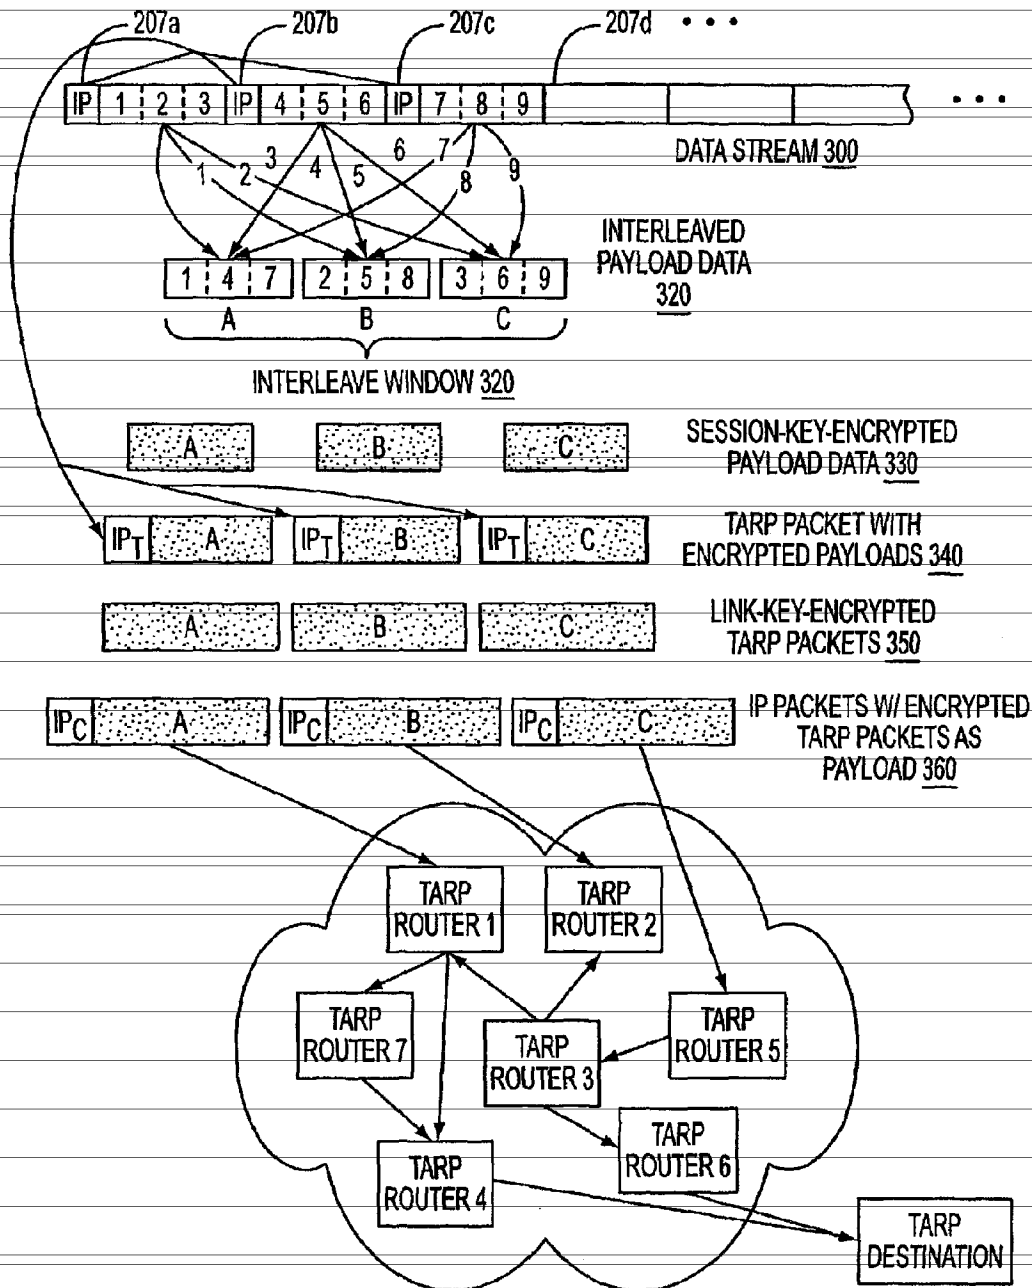 207a 207b 207c 207d • • •
IP 1 2 3 IP 4 5 6 IP 7 8 9 • • •
DATA STREAM 300
1 2 3 4 5 6 7 8 9
INTERLEAVED
PAYLOAD DATA
320
1 4 7 2 5 8 3 6 9
A B C
INTERLEAVE WINDOW 320
A B C
SESSION-KEY-ENCRYPTED
PAYLOAD DATA 330
IPT A IPT B IPT C
TARP PACKET WITH
ENCRYPTED PAYLOADS 340
A B C
LINK-KEY-ENCRYPTED
TARP PACKETS 350
IPC A IPC B IPC C
IP PACKETS W/ ENCRYPTED
TARP PACKETS AS
PAYLOAD 360
TARP
ROUTER 1
TARP
ROUTER 2
TARP
ROUTER 7
TARP
ROUTER 3
TARP
ROUTER 5
TARP
ROUTER 6
TARP
ROUTER 4
TARP
DESTINATION